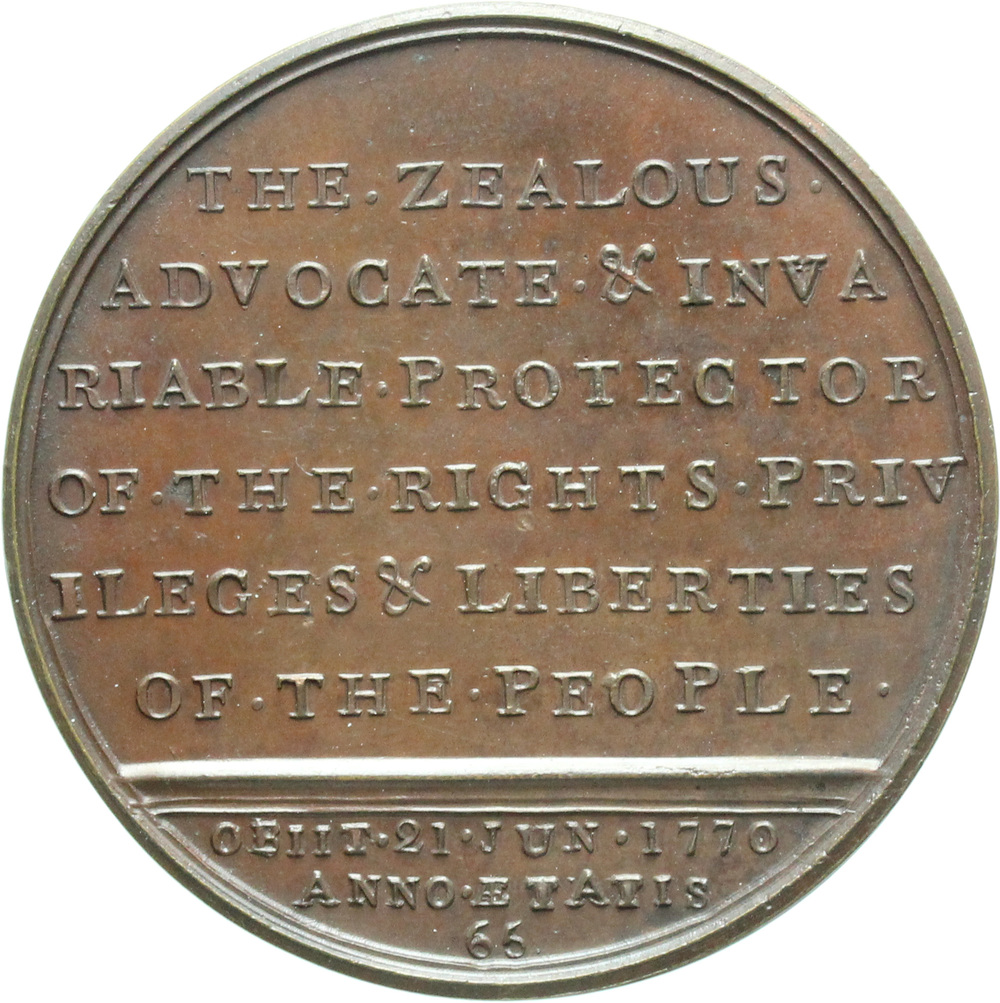 THE · ZEALOUS ·
ADVOCATE · & INVA
RIABLE · PROTECTOR
OF · THE · RIGHTS · PRIV
ILEGES & LIBERTIES
OF · THE · PEOPLE ·
OBIIT · 21 · JUN · 1770
ANNO · ÆTATIS
66